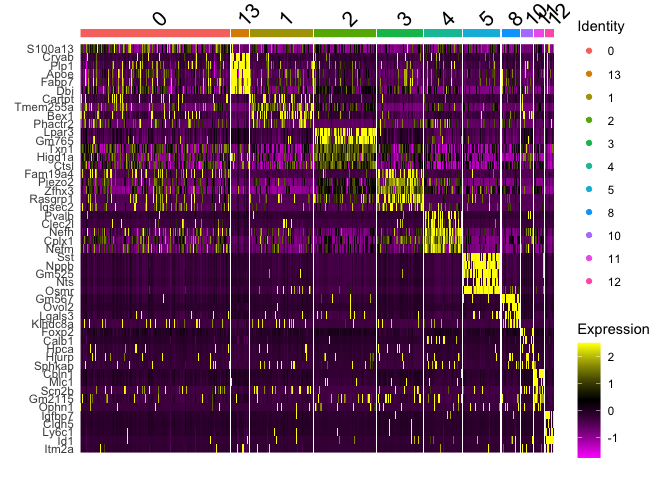 0 13 1 2 3 4 5 8 10 11 12
S100a13
Cryab
Plp1
Apoe
Fabp7
Dbi
Cartpt
Tmem255a
Bex1
Phactr2
Lpar3
Gm765
Txn1
Higd1a
Ctsl
Fam19a4
Piezo2
Zfhx3
Rasgrp1
Iqsec2
Pvalb
Clec2l
Nefh
Cplx1
Nefm
Sst
Nppb
Gm525
Nts
Osmr
Gm567
Ovol2
Lgals3
Klhdc8a
Foxp2
Calb1
Hpca
Hlurp
Sphkap
Cbln1
Mlc1
Scn2b
Gm2115
Ophn1
Igfbp7
Cldn5
Ly6c1
Id1
Itm2a
Identity
0
13
1
2
3
4
5
8
10
11
12
Expression
2
1
0
-1